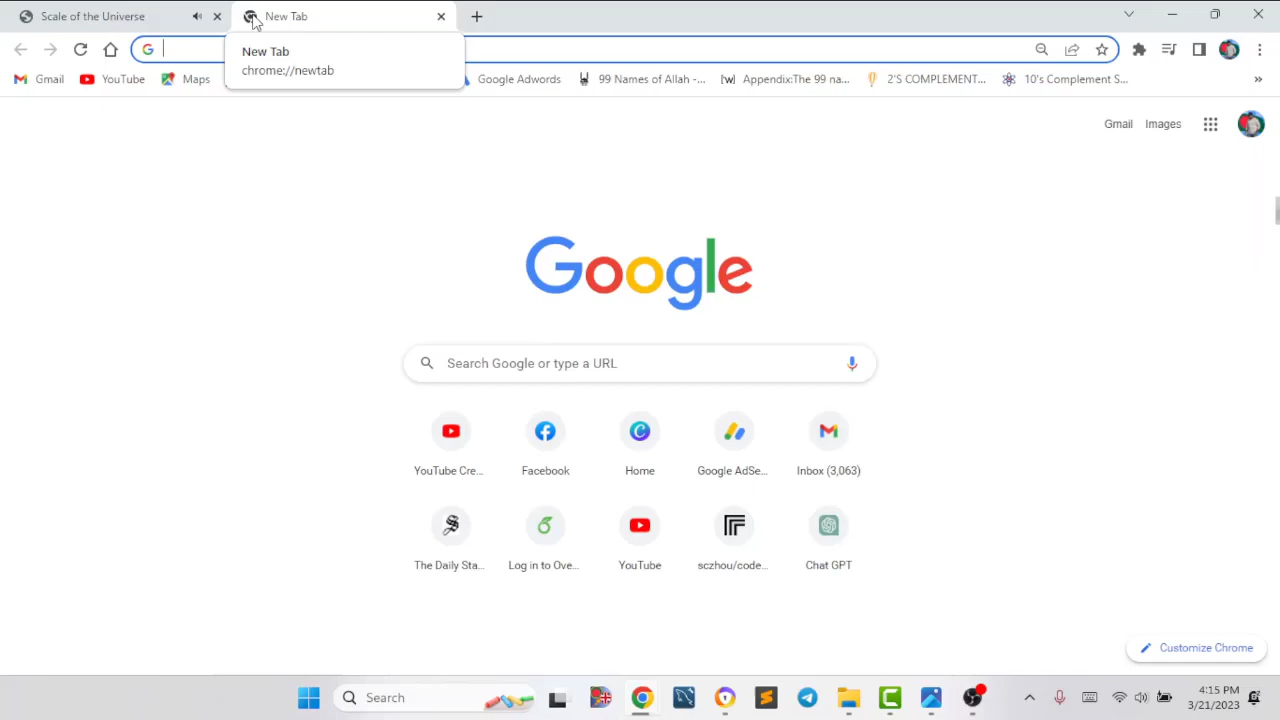 Scale of the Universe
New Tab
New Tab
chrome://newtab
Gmail
YouTube
Maps
Google Adwords
99 Names of Allah -...
Appendix:The 99 na...
2'S COMPLEMENT...
10's Complement S...
Gmail
Images
Google
Search Google or type a URL
YouTube Cre...
Facebook
Home
Google AdSe...
Inbox (3,063)
The Daily Sta...
Log in to Ove...
YouTube
sczhou/code...
Chat GPT
Customize Chrome
Search
4:15 PM
3/21/2023